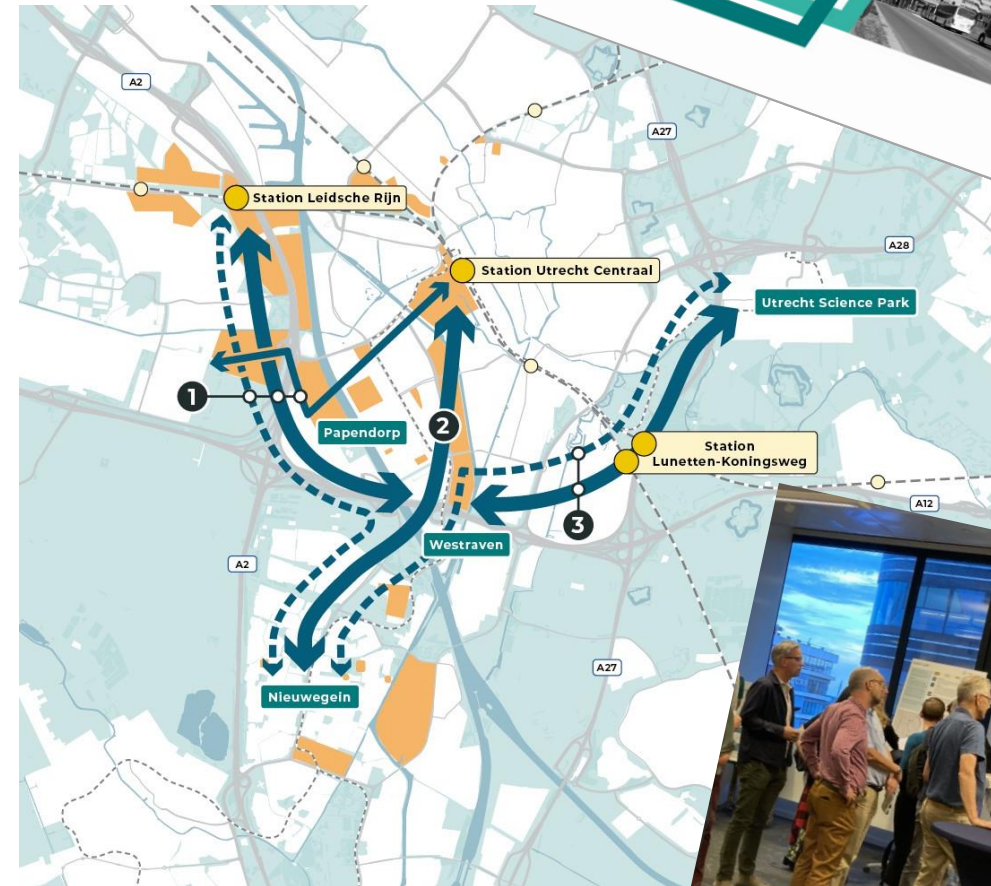 A2
A27
Station Leidsche Rijn
A28
Station Utrecht Centraal
Utrecht Science Park
1
2
Papendorp
Station
Lunetten-Koningsweg
A12
3
Westraven
A2
A27
Nieuwegein